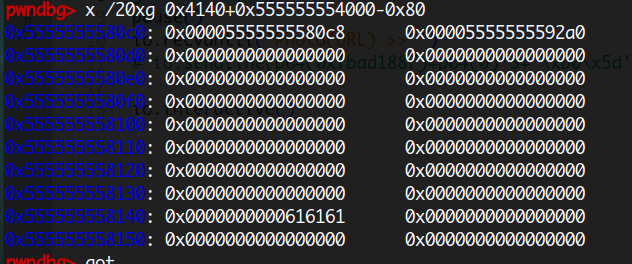 pwndbg> x /20xg 0x4140+0x555555554000-0x80
0x5555555580c0: 0x00005555555580c8 0x00005555555592a0
0x5555555580d0: 0x0000000000000000 0x0000000000000000
0x5555555580e0: 0x0000000000000000 0x0000000000000000
0x5555555580f0: 0x0000000000000000 0x0000000000000000
0x555555558100: 0x0000000000000000 0x0000000000000000
0x555555558110: 0x0000000000000000 0x0000000000000000
0x555555558120: 0x0000000000000000 0x0000000000000000
0x555555558130: 0x0000000000000000 0x0000000000000000
0x555555558140: 0x0000000000616161 0x0000000000000000
0x555555558150: 0x0000000000000000 0x0000000000000000
pwndbg> got